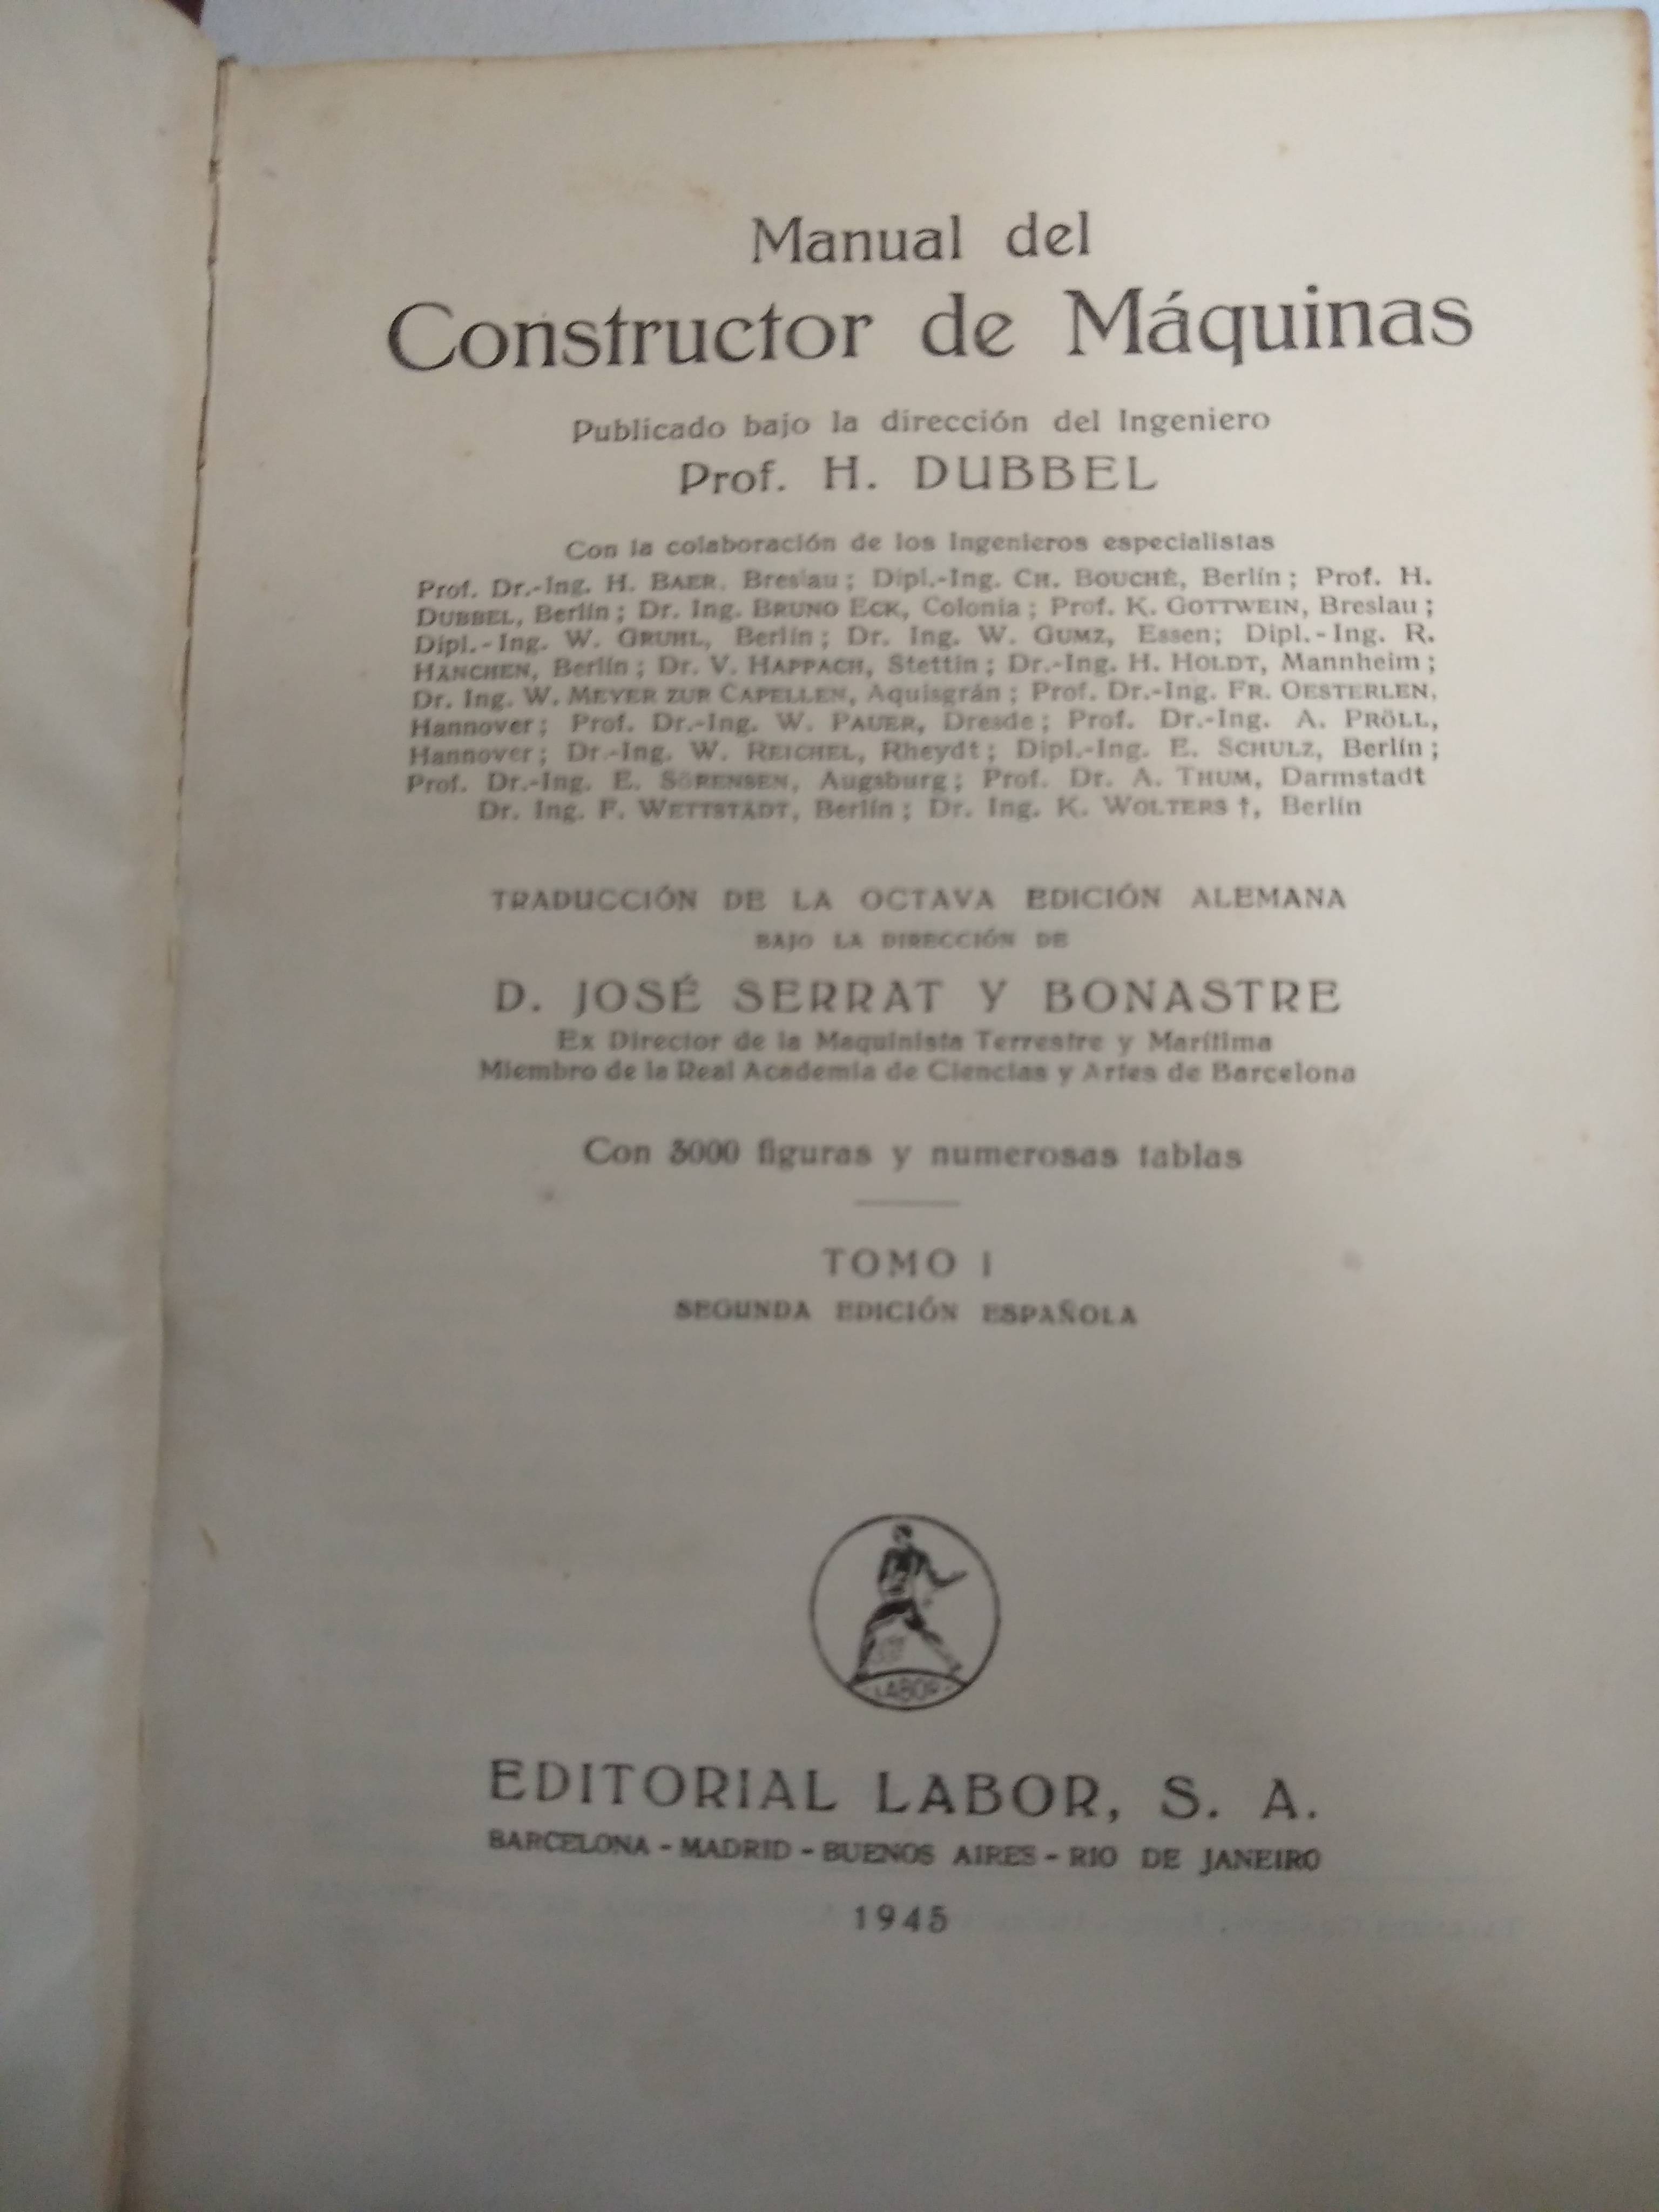 Manual del
Constructor de Máquinas
Publicado bajo la dirección del Ingeniero
Prof. H. DUBBEL
Con la colaboración de los Ingenieros especialistas
Prof. Dr.-Ing. H. BAER, Breslau; Dipl.-Ing. CH. BOUCHÉ, Berlín; Prof. H.
DUBBEL, Berlín; Dr. Ing. BRUNO ECK, Colonia; Prof. K. GOTTWEIN, Breslau;
Dipl.-Ing. W. GRUHL, Berlín; Dr. Ing. W. GUMZ, Essen; Dipl.-Ing. R.
HÄNCHEN, Berlín; Dr. V. HAPPACH, Stettin; Dr.-Ing. H. HOLDT, Mannheim;
Dr. Ing. W. MEYER ZUR CAPELLEN, Aquisgrán; Prof. Dr.-Ing. FR. OESTERLEN,
Hannover; Prof. Dr.-Ing. W. PAUER, Dresde; Prof. Dr.-Ing. A. PRÖLL,
Hannover; Dr.-Ing. W. REICHEL, Rheydt; Dipl.-Ing. E. SCHULZ, Berlín;
Prof. Dr.-Ing. E. SÖRENSEN, Augsburg; Prof. Dr. A. THUM, Darmstadt
Dr. Ing. F. WETTSTÄDT, Berlín; Dr. Ing. K. WOLTERS †, Berlín
TRADUCCIÓN DE LA OCTAVA EDICIÓN ALEMANA
BAJO LA DIRECCIÓN DE
D. JOSÉ SERRAT Y BONASTRE
Ex Director de la Maquinista Terrestre y Marítima
Miembro de la Real Academia de Ciencias y Artes de Barcelona
Con 3000 figuras y numerosas tablas
TOMO I
SEGUNDA EDICIÓN ESPAÑOLA
LABOR
EDITORIAL LABOR, S. A.
BARCELONA - MADRID - BUENOS AIRES - RIO DE JANEIRO
1945